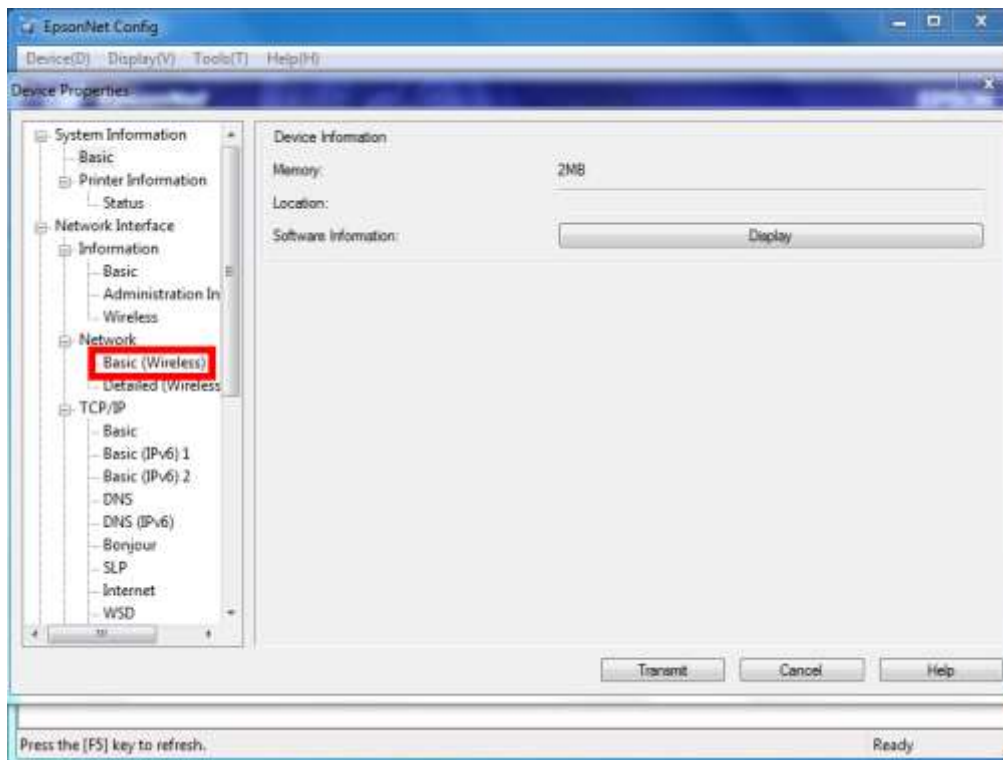 EpsonNet Config
Device(D) Display(V) Tools(T) Help(H)
Device Properties
System Information
Basic
Printer Information
Status
Network Interface
Information
Basic
Administration In
Wireless
Network
Basic (Wireless)
Detailed (Wireless
TCP/IP
Basic
Basic (IPv6) 1
Basic (IPv6) 2
DNS
DNS (IPv6)
Bonjour
SLP
Internet
WSD
Device Information
Memory: 2MB
Location:
Software Information: Display
Transmit Cancel Help
Press the [F5] key to refresh. Ready